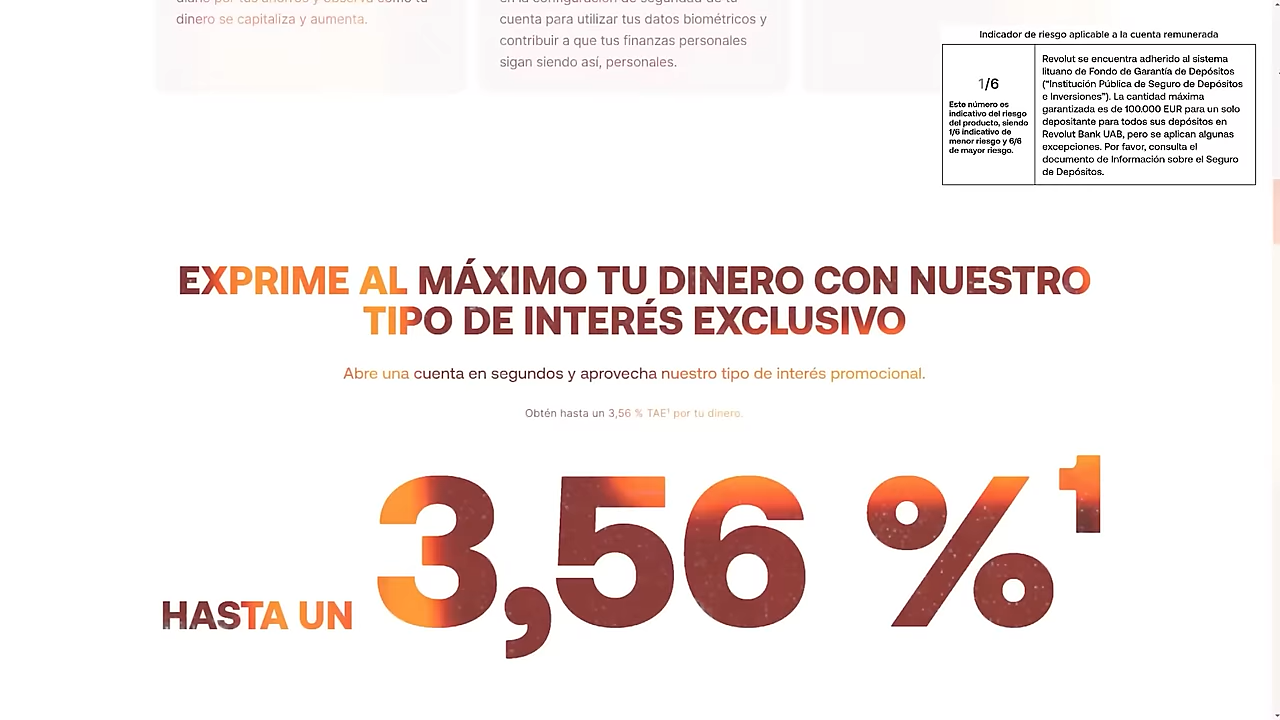 dinero se capitaliza y aumenta.
cuenta para utilizar tus datos biométricos y
contribuir a que tus finanzas personales
sigan siendo así, personales.
Indicador de riesgo aplicable a la cuenta remunerada
1/6
Este número es
indicativo del riesgo
del producto, siendo
1/6 indicativo de
menor riesgo y 6/6
de mayor riesgo.
Revolut se encuentra adherido al sistema
lituano de Fondo de Garantía de Depósitos
(“Institución Pública de Seguro de Depósitos
e Inversiones”). La cantidad máxima
garantizada es de 100.000 EUR para un solo
depositante para todos sus depósitos en
Revolut Bank UAB, pero se aplican algunas
excepciones. Por favor, consulta el
documento de Información sobre el Seguro
de Depósitos.
EXPRIME AL MÁXIMO TU DINERO CON NUESTRO
TIPO DE INTERÉS EXCLUSIVO
Abre una cuenta en segundos y aprovecha nuestro tipo de interés promocional.
Obtén hasta un 3,56 % TAE¹ por tu dinero.
HASTA UN 3,56 %¹